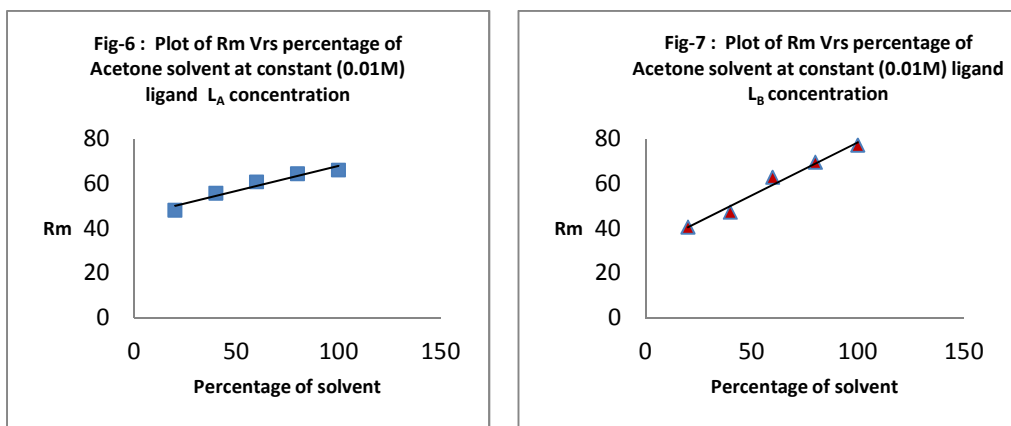 Fig-6 : Plot of Rm Vrs percentage of
Acetone solvent at constant (0.01M)
ligand LA concentration
80
60
Rm
40
20
0
0 50 100 150
Percentage of solvent
Fig-7 : Plot of Rm Vrs percentage of
Acetone solvent at constant (0.01M) ligand
LB concentration
80
60
Rm
40
20
0
0 50 100 150
Percentage of solvent